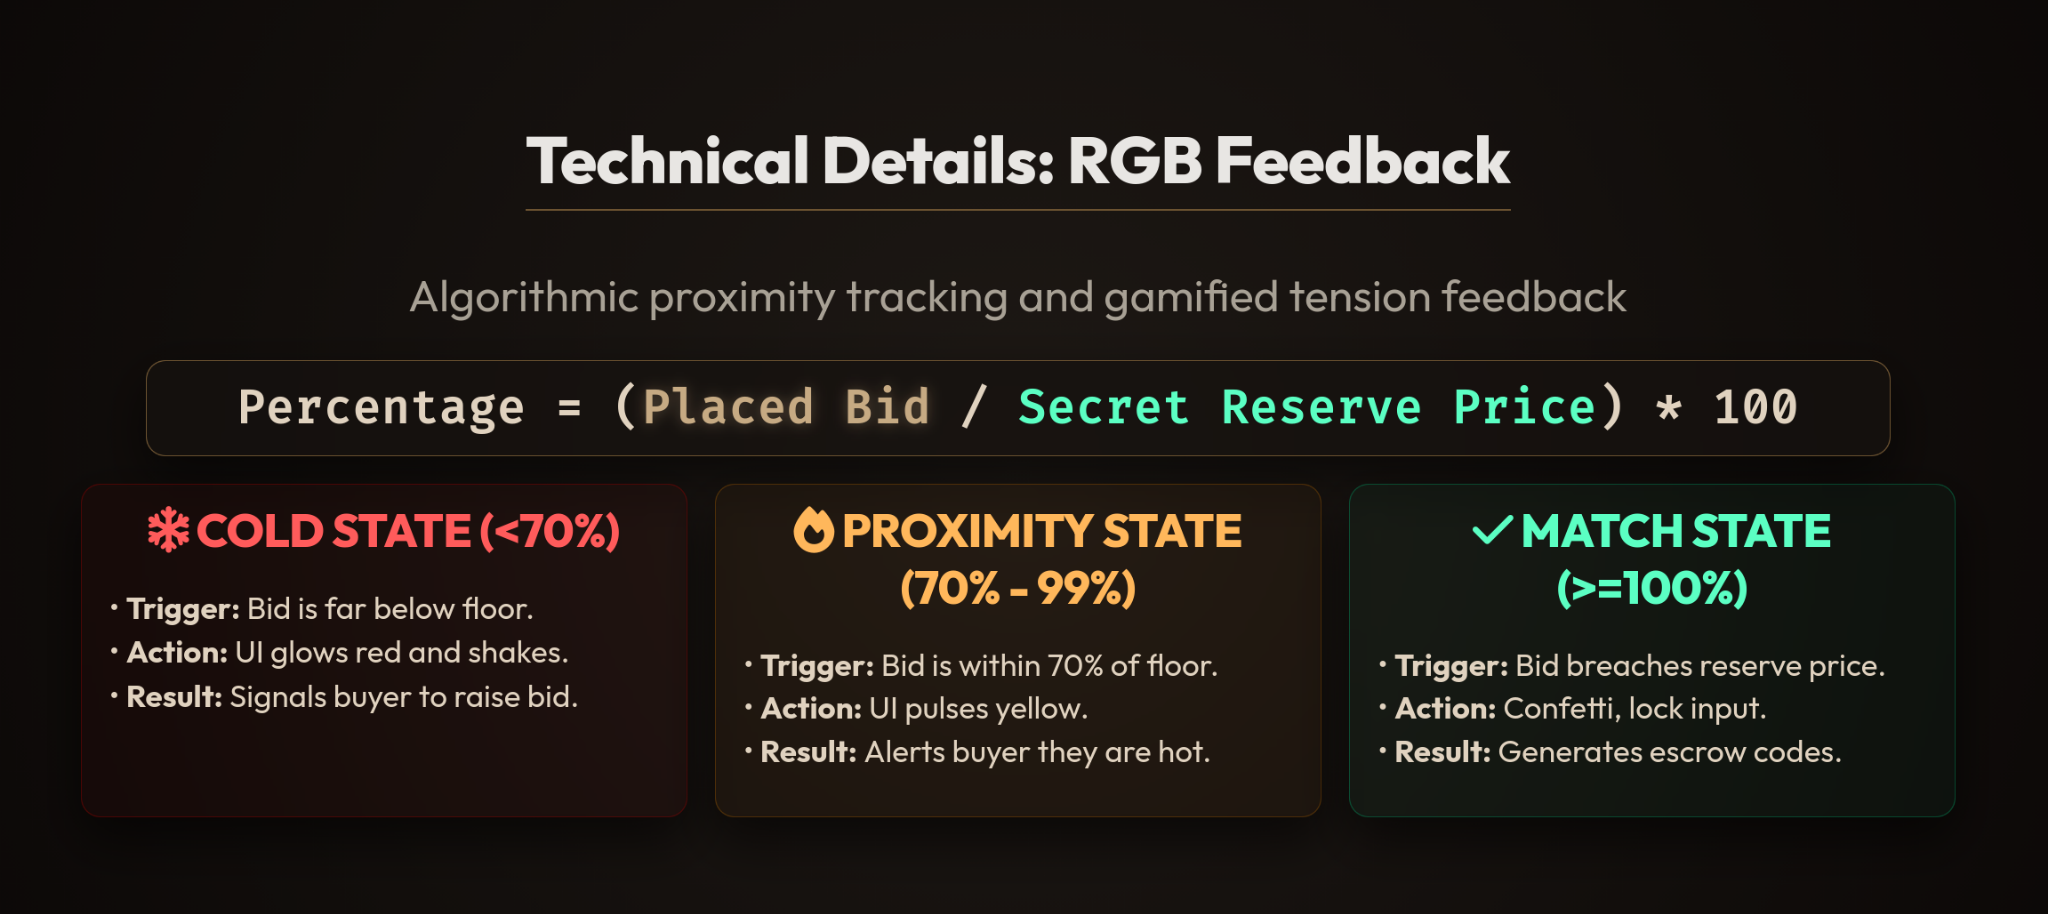 Technical Details: RGB Feedback
Algorithmic proximity tracking and gamified tension feedback
Percentage = (Placed Bid / Secret Reserve Price) * 100
COLD STATE (<70%)
• Trigger: Bid is far below floor.
• Action: UI glows red and shakes.
• Result: Signals buyer to raise bid.
PROXIMITY STATE
(70% - 99%)
• Trigger: Bid is within 70% of floor.
• Action: UI pulses yellow.
• Result: Alerts buyer they are hot.
MATCH STATE
(>=100%)
• Trigger: Bid breaches reserve price.
• Action: Confetti, lock input.
• Result: Generates escrow codes.